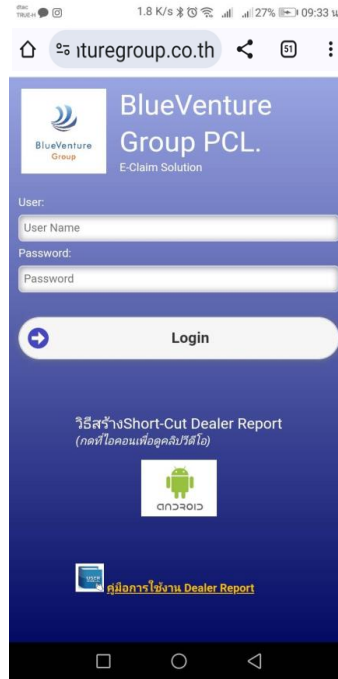 dtac
TRUE-H
1.8 K/s 27% 09:33 น
ituregroup.co.th 51
BlueVenture
Group
BlueVenture
Group PCL.
E-Claim Solution
User:
User Name
Password:
Password
Login
วิธีสร้างShort-Cut Dealer Report
(กดที่ไอคอนเพื่อดูคลิปวีดีโอ)
ANDROID
คู่มือการใช้งาน Dealer Report